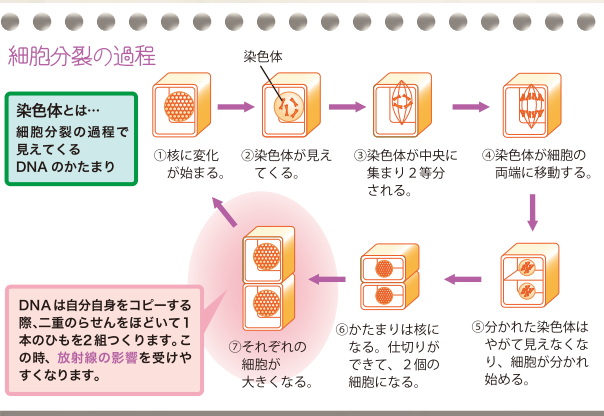 細胞分裂の過程
染色体
染色体とは…
細胞分裂の過程で
見えてくる
DNAのかたまり
①核に変化
が始まる。
②染色体が見え
てくる。
③染色体が中央に
集まり2等分
される。
④染色体が細胞の
両端に移動する。
⑤分かれた染色体は
やがて見えなくな
り、細胞が分かれ
始める。
⑥かたまりは核に
なる。仕切りが
できて、2個の
細胞になる。
⑦それぞれの
細胞が
大きくなる。
DNAは自分自身をコピーする
際、二重のらせんをほどいて1
本のひもを2組つくります。こ
の時、放射線の影響を受けや
すくなります。